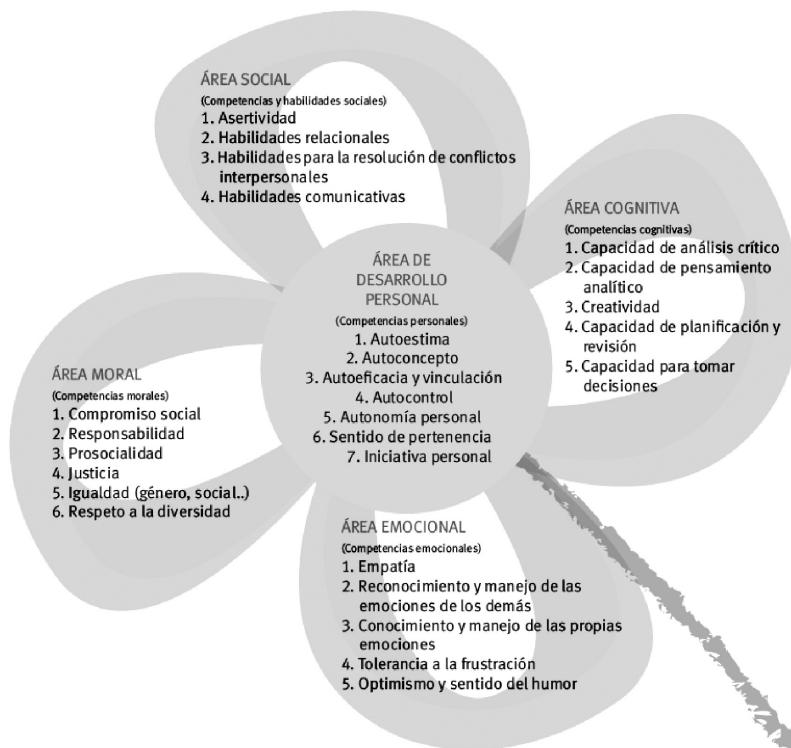 ÁREA SOCIAL
(Competencias y habilidades sociales)
1. Asertividad
2. Habilidades relacionales
3. Habilidades para la resolución de conflictos
interpersonales
4. Habilidades comunicativas
ÁREA COGNITIVA
(Competencias cognitivas)
1. Capacidad de análisis crítico
2. Capacidad de pensamiento
analítico
3. Creatividad
4. Capacidad de planificación y
revisión
5. Capacidad para tomar
decisiones
ÁREA DE
DESARROLLO
PERSONAL
(Competencias personales)
1. Autoestima
2. Autoconcepto
3. Autoeficacia y vinculación
4. Autocontrol
5. Autonomía personal
6. Sentido de pertenencia
7. Iniciativa personal
ÁREA MORAL
(Competencias morales)
1. Compromiso social
2. Responsabilidad
3. Prosocialidad
4. Justicia
5. Igualdad (género, social..)
6. Respeto a la diversidad
ÁREA EMOCIONAL
(Competencias emocionales)
1. Empatía
2. Reconocimiento y manejo de las
emociones de los demás
3. Conocimiento y manejo de las propias
emociones
4. Tolerancia a la frustración
5. Optimismo y sentido del humor